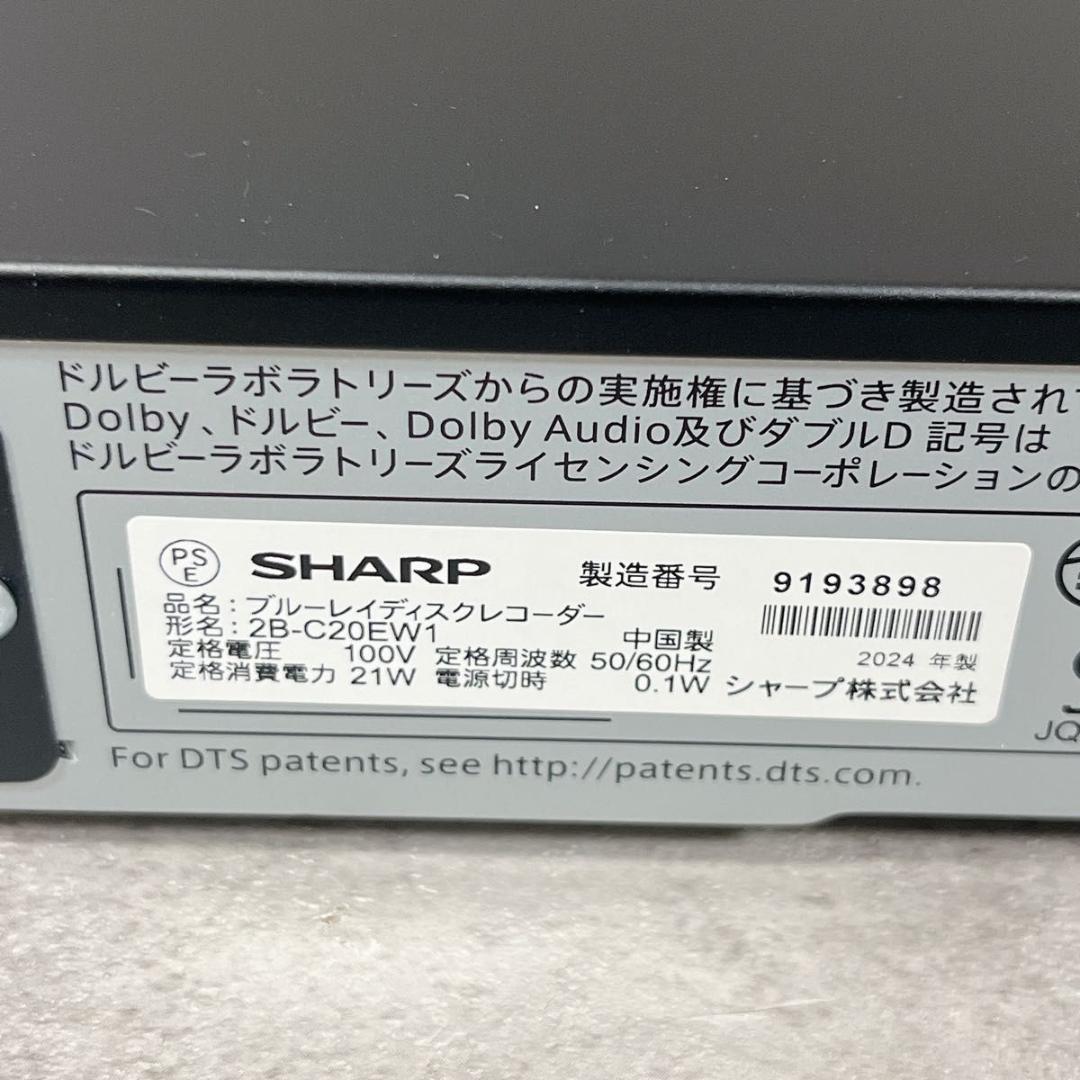 ドルビーラボラトリーズからの実施権に基づき製造され
Dolby、ドルビー、Dolby Audio及びダブルD 記号は
ドルビーラボラトリーズライセンシングコーポレーションの
PS
E
SHARP 製造番号 9193898
品名：ブルーレイディスクレコーダー
形名：2B-C20EW1 中国製
定格電圧 100V 定格周波数 50/60Hz 2024 年製
定格消費電力 21W 電源切時 0.1W シャープ株式会社
JQ
For DTS patents, see http://patents.dts.com.